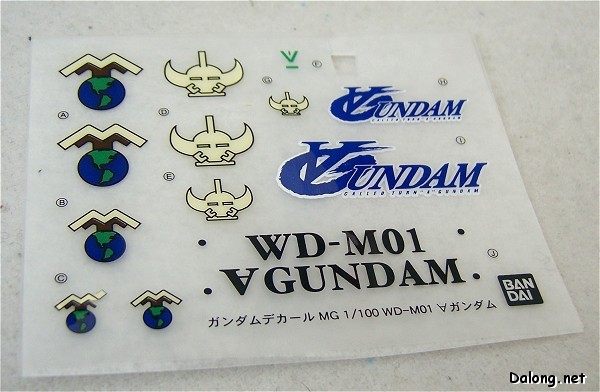 G
F
H
∀GUNDAM
CALLED TURN "A" GUNDAM
A
D
I
∀GUNDAM
CALLED TURN "A" GUNDAM
E
B
WD-M01
∀GUNDAM
J
C
BAN
DAI
ガンダムデカール MG 1/100 WD-M01 ∀ガンダム
Dalong.net